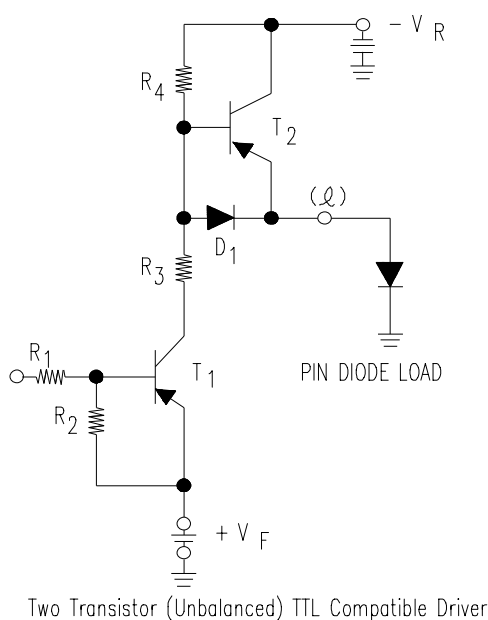 − V R
R4
T2
(ℓ)
D1
R3
R1
T1
PIN DIODE LOAD
R2
+ V F
Two Transistor (Unbalanced) TTL Compatible Driver